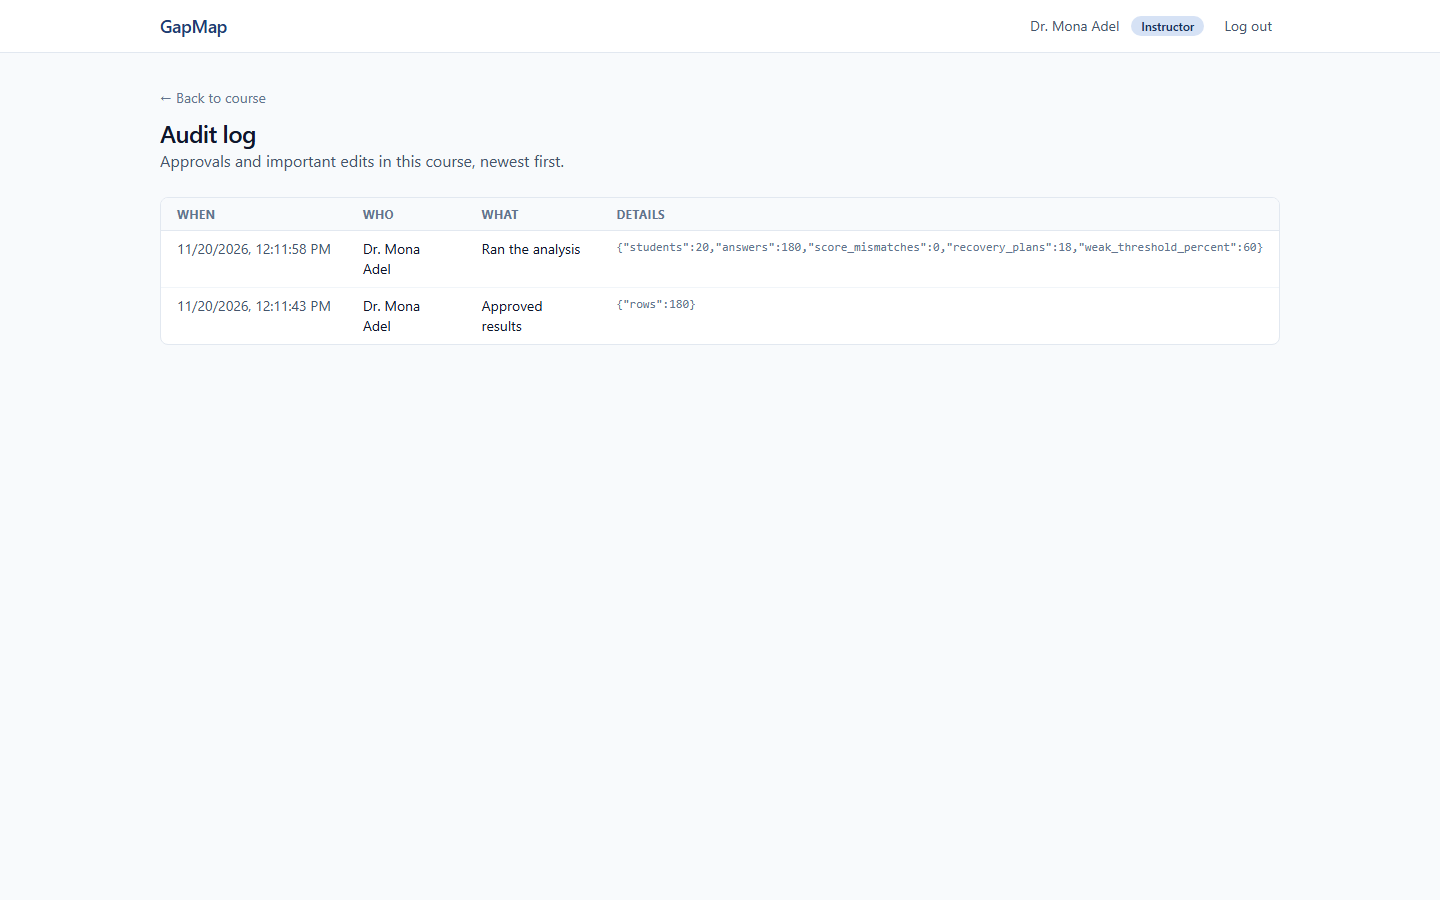 GapMap
Dr. Mona Adel Instructor Log out
← Back to course
Audit log
Approvals and important edits in this course, newest first.
WHEN WHO WHAT DETAILS
11/20/2026, 12:11:58 PM Dr. Mona Adel Ran the analysis {"students":20,"answers":180,"score_mismatches":0,"recovery_plans":18,"weak_threshold_percent":60}
11/20/2026, 12:11:43 PM Dr. Mona Adel Approved results {"rows":180}